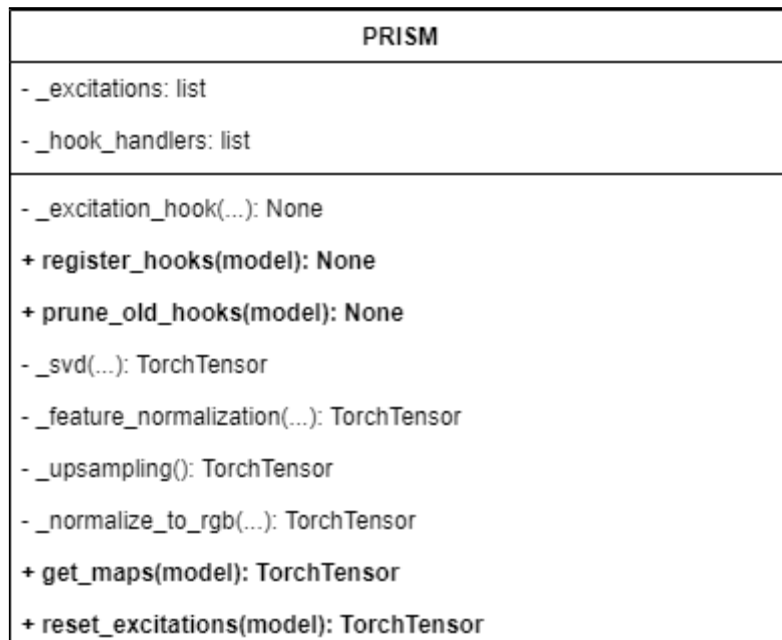 PRISM
- _excitations: list
- _hook_handlers: list
- _excitation_hook(...): None
+ register_hooks(model): None
+ prune_old_hooks(model): None
- _svd(...): TorchTensor
- _feature_normalization(...): TorchTensor
- _upsampling(): TorchTensor
- _normalize_to_rgb(...): TorchTensor
+ get_maps(model): TorchTensor
+ reset_excitations(model): TorchTensor